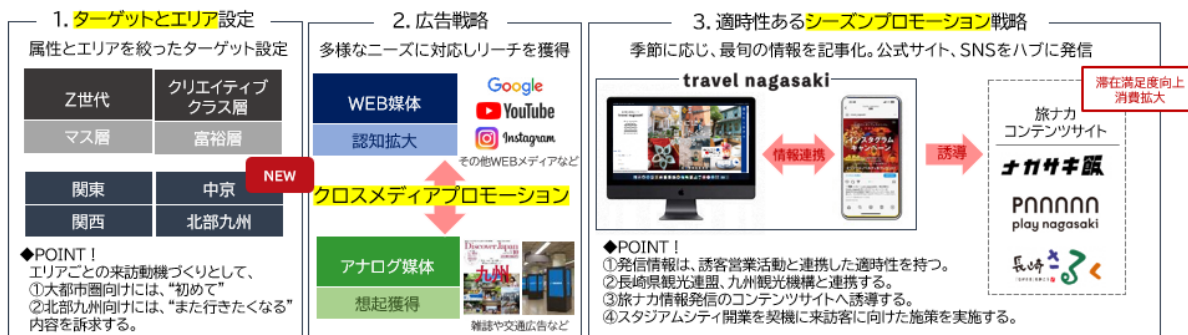 1. ターゲットとエリア設定
属性とエリアを絞ったターゲット設定
Z世代
クリエイティブ
クラス層
マス層
富裕層
NEW
関東
中京
関西
北部九州
◆POINT！
エリアごとの来訪動機づくりとして、
①大都市圏向けには、“初めて”
②北部九州向けには、“また行きたくなる”
内容を訴求する。
2. 広告戦略
多様なニーズに対応しリーチを獲得
WEB媒体
認知拡大
Google
YouTube
Instagram
その他WEBメディアなど
クロスメディアプロモーション
アナログ媒体
想起獲得
Discover Japan
九州
雑誌や交通広告など
3. 適時性あるシーズンプロモーション戦略
季節に応じ、最旬の情報を記事化。公式サイト、SNSをハブに発信
travel nagasaki
情報連携
インスタグラム
キャンペーン
誘導
滞在満足度向上
消費拡大
旅ナカ
コンテンツサイト
ナガサキ飯
play nagasaki
長崎さるく
◆POINT！
①発信情報は、誘客営業活動と連携した適時性を持つ。
②長崎県観光連盟、九州観光機構と連携する。
③旅ナカ情報発信のコンテンツサイトへ誘導する。
④スタジアムシティ開業を契機に来訪客に向けた施策を実施する。